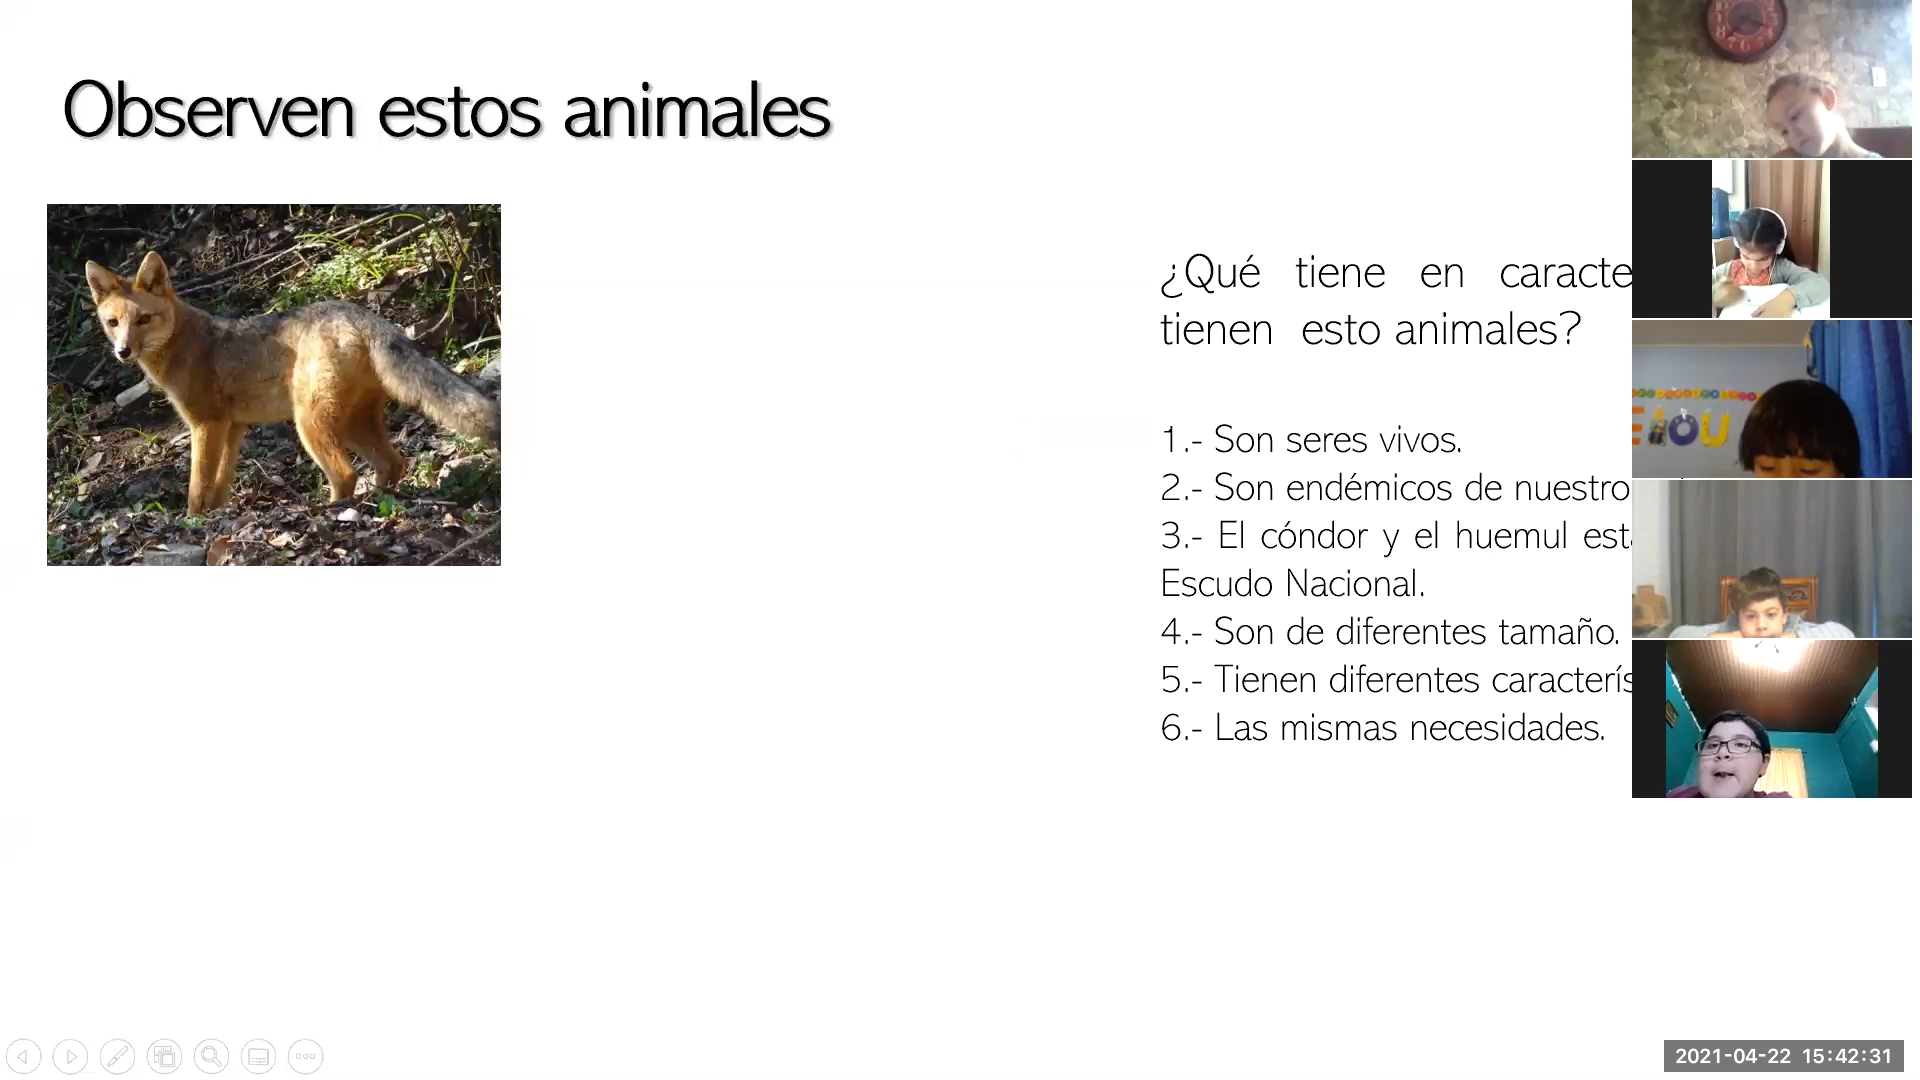 Observen estos animales
¿Qué tiene en caracte
tienen esto animales?
1.- Son seres vivos.
2.- Son endémicos de nuestro
3.- El cóndor y el huemul est
Escudo Nacional.
4.- Son de diferentes tamaño.
5.- Tienen diferentes caracterís
6.- Las mismas necesidades.
2021-04-22 15:42:31